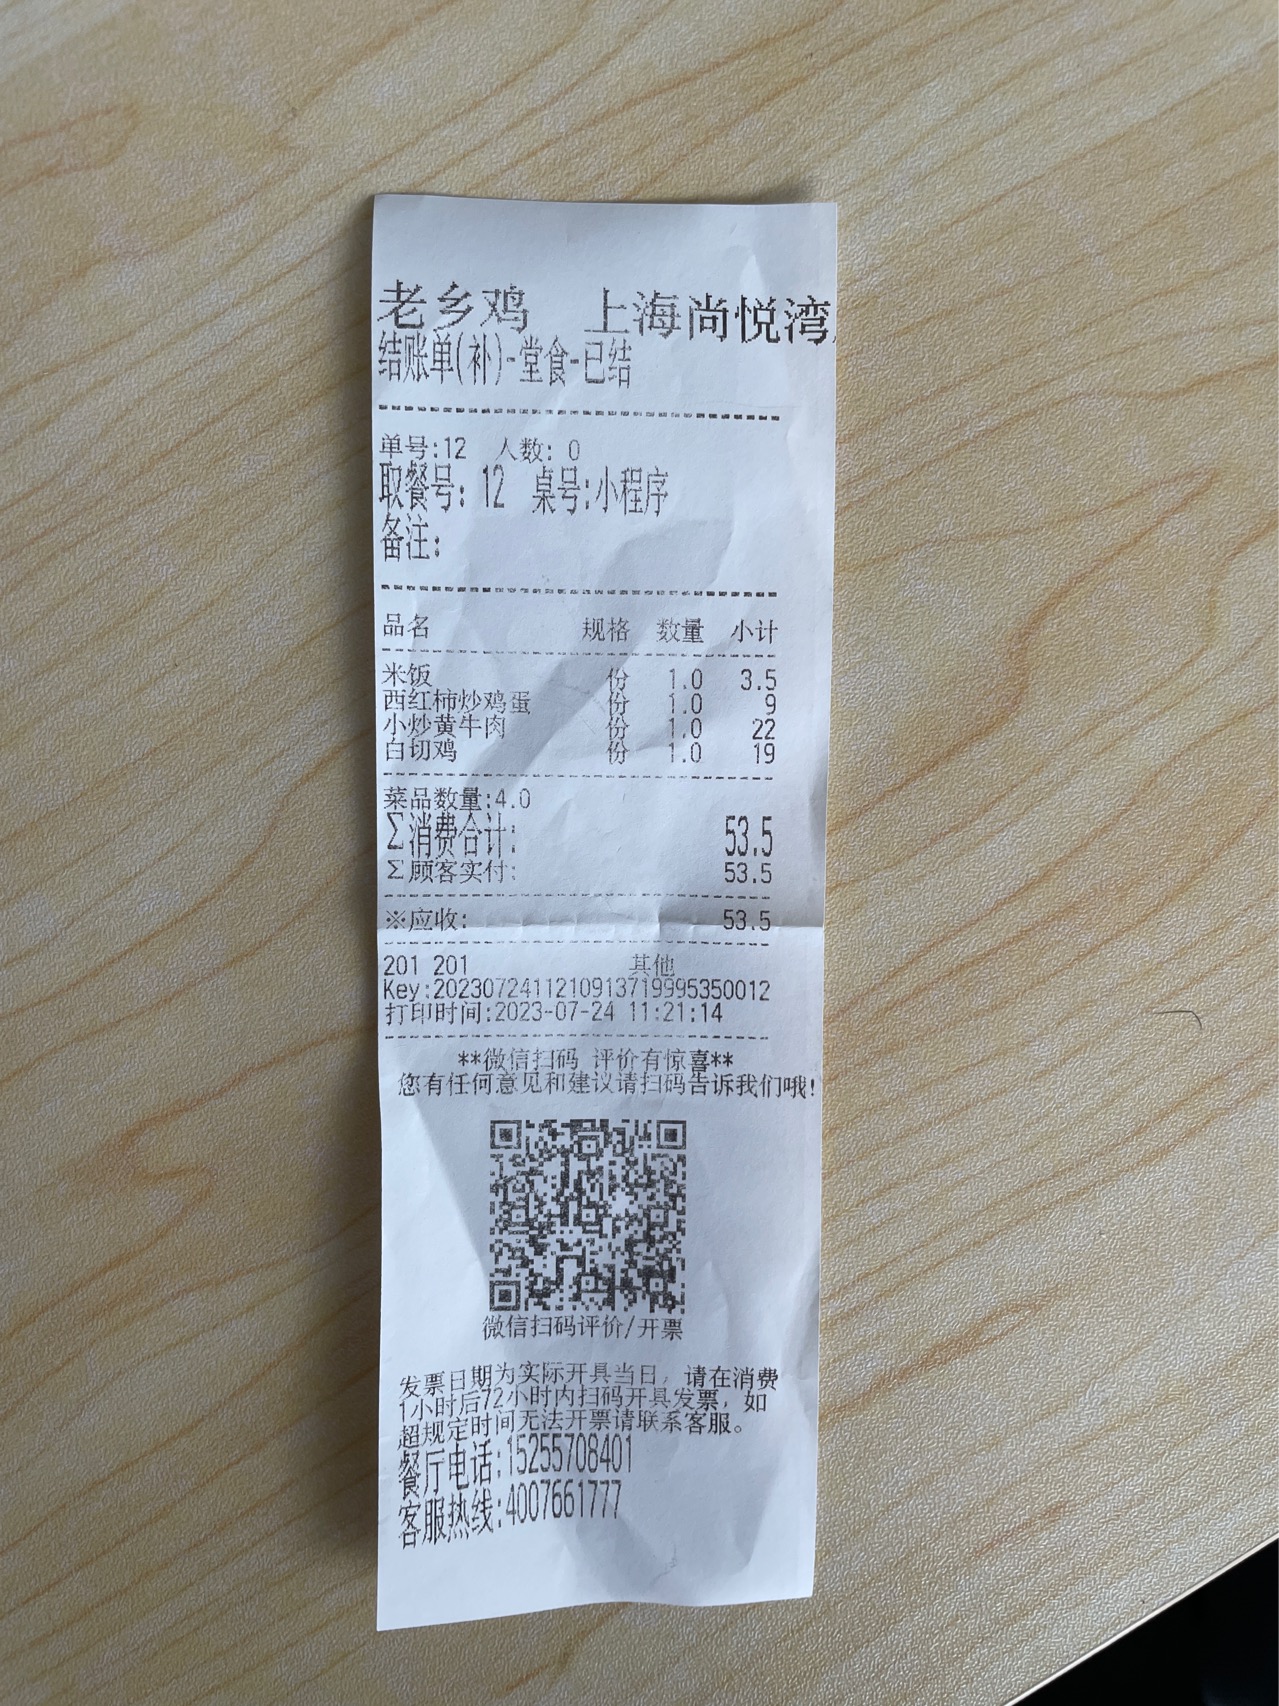 老乡鸡 上海尚悦湾
结账单(补)-堂食-已结
单号:12 人数: 0
取餐号: 12 桌号:小程序
备注:
品名 规格 数量 小计
米饭 份 1.0 3.5
西红柿炒鸡蛋 份 1.0 9
小炒黄牛肉 份 1.0 22
白切鸡 份 1.0 19
菜品数量:4.0
Σ消费合计: 53.5
Σ顾客实付: 53.5
※应收: 53.5
201 201 其他
Key:20230724112109137199953500​12
打印时间:2023-07-24 11:21:14
**微信扫码 评价有惊喜**
您有任何意见和建议请扫码告诉我们哦!
微信扫码评价/开票
发票日期为实际开具当日, 请在消费
1小时后72小时内扫码开具发票, 如
超规定时间无法开票请联系客服。
餐厅电话:15255708401
客服热线:4007661777